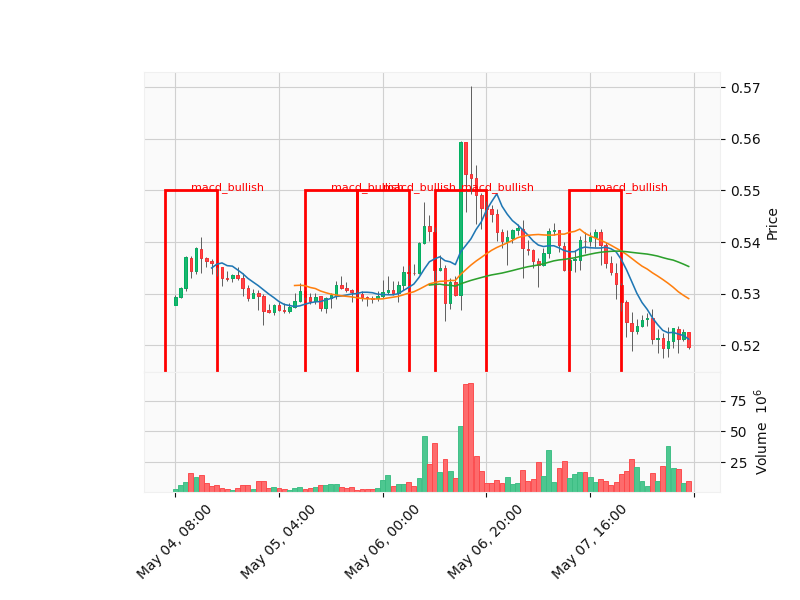 0.57
0.56
macd_bullish macd_bullish macd_bullish macd_bullish macd_bullish
0.55
0.54
0.53
0.52
Price
75
50
25
Volume 10^6
May 04, 08:00
May 05, 04:00
May 06, 00:00
May 06, 20:00
May 07, 16:00